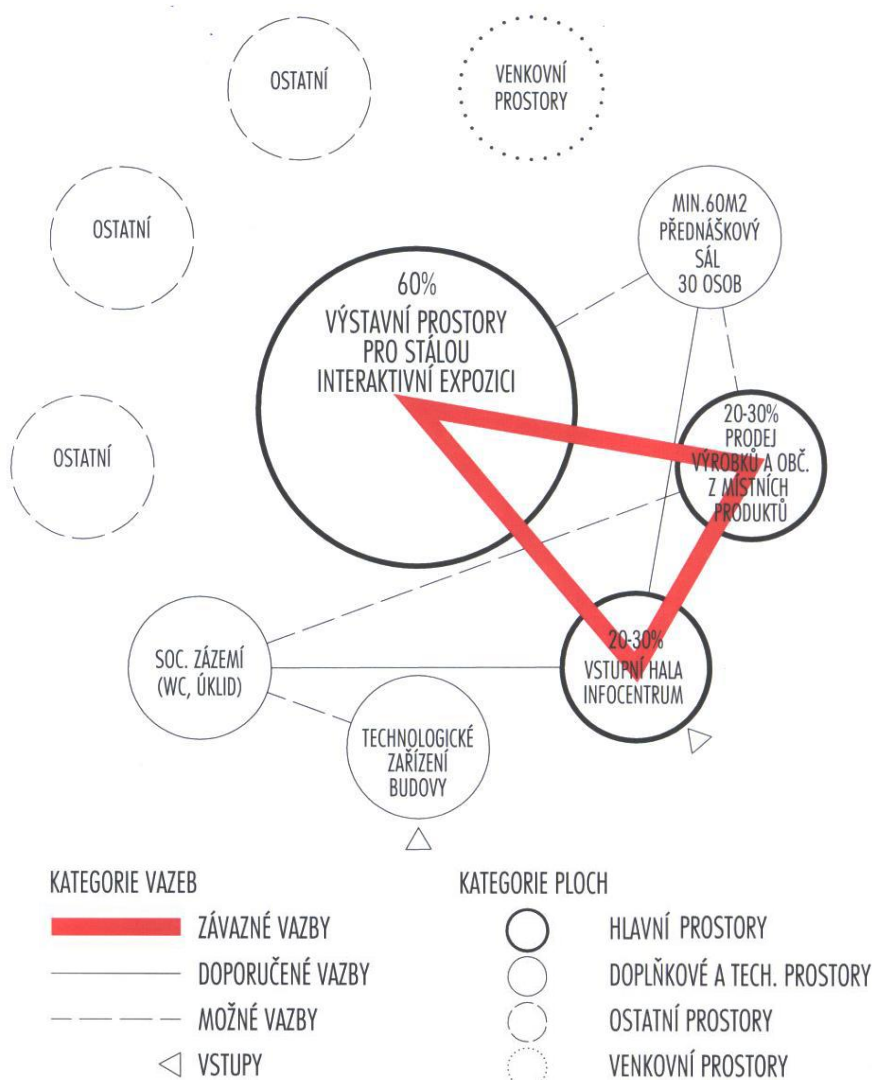 OSTATNÍ
VENKOVNÍ
PROSTORY
OSTATNÍ
MIN.60M2
PŘEDNÁŠKOVÝ
SÁL
30 OSOB
60%
VÝSTAVNÍ PROSTORY
PRO STÁLOU
INTERAKTIVNÍ EXPOZICI
OSTATNÍ
20-30%
PRODEJ
VÝROBKŮ A OBČ.
Z MÍSTNÍCH
PRODUKTŮ
SOC. ZÁZEMÍ
(WC, ÚKLID)
20-30%
VSTUPNÍ HALA
INFOCENTRUM
TECHNOLOGICKÉ
ZAŘÍZENÍ
BUDOVY
KATEGORIE VAZEB
ZÁVAZNÉ VAZBY
DOPORUČENÉ VAZBY
MOŽNÉ VAZBY
VSTUPY
KATEGORIE PLOCH
HLAVNÍ PROSTORY
DOPLŇKOVÉ A TECH. PROSTORY
OSTATNÍ PROSTORY
VENKOVNÍ PROSTORY